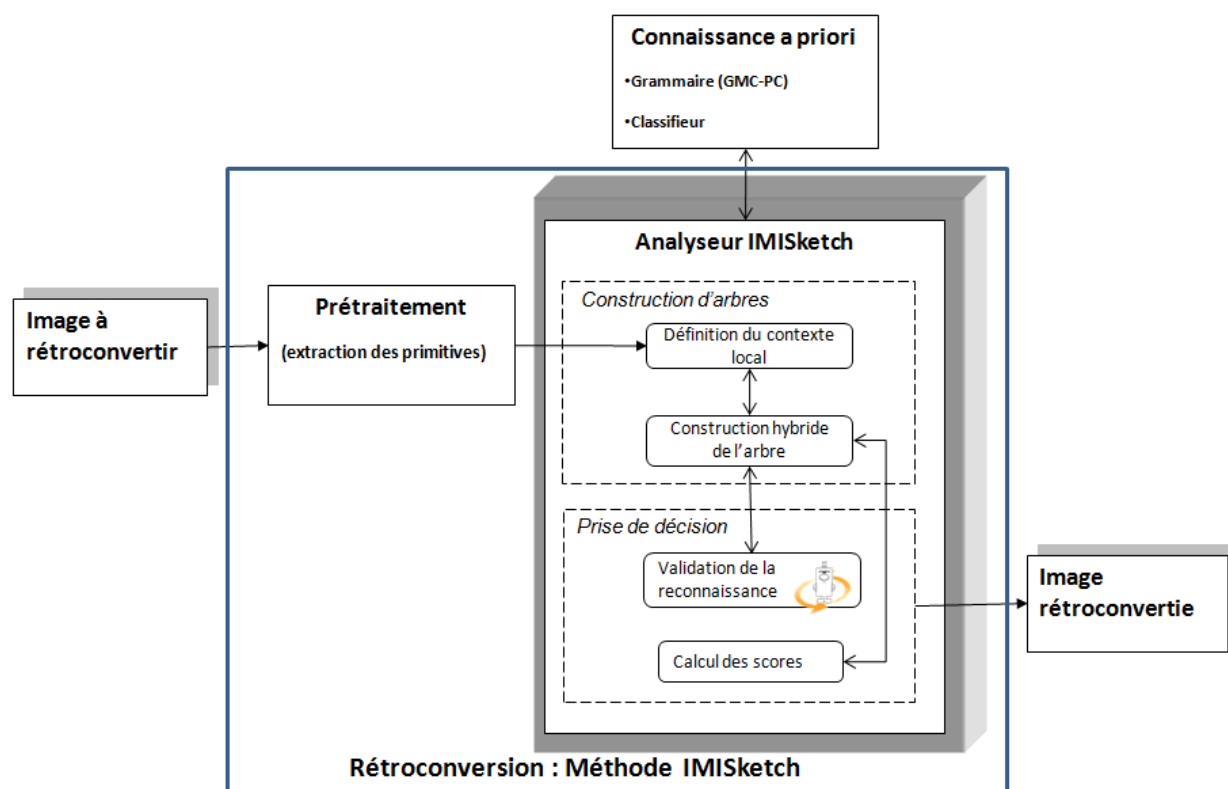 Connaissance a priori
•Grammaire (GMC-PC)
•Classifieur
Analyseur IMISketch
Construction d'arbres
Image à
rétroconvertir
Prétraitement
(extraction des primitives)
Définition du contexte
local
Construction hybride
de l'arbre
Prise de décision
Validation de la
reconnaissance
Calcul des scores
Image
rétroconvertie
Rétroconversion : Méthode IMISketch